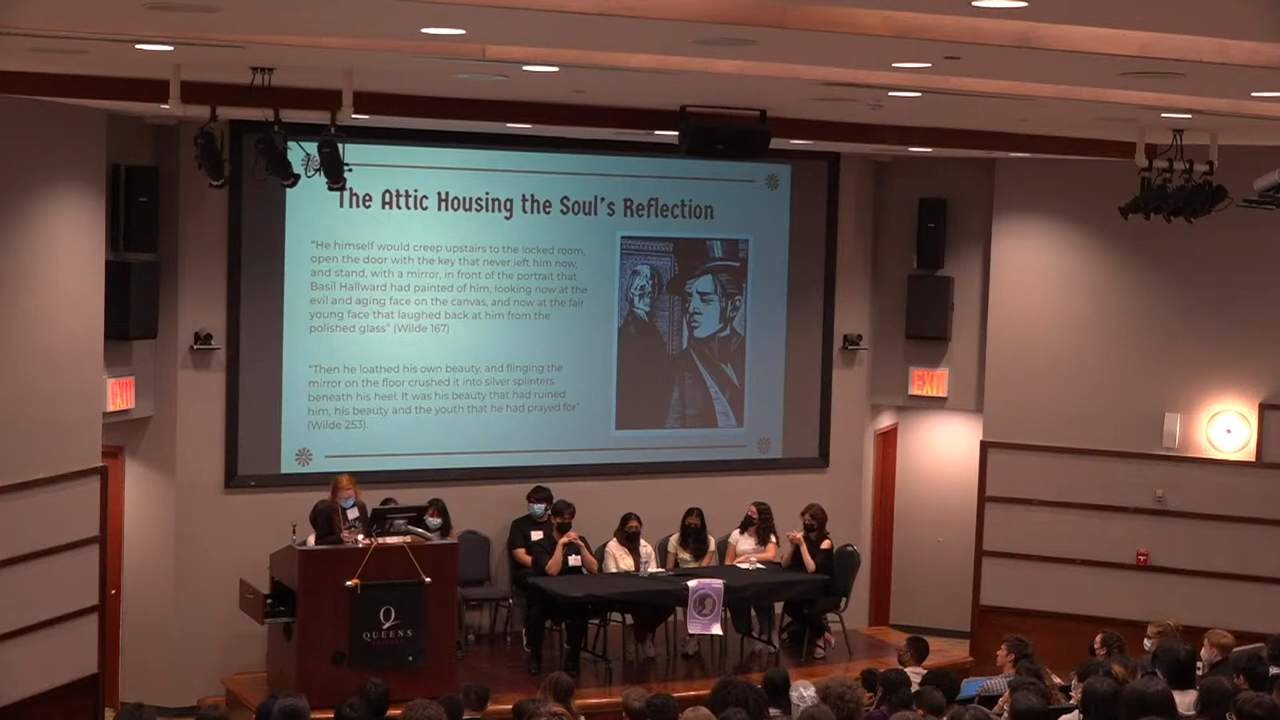 The Attic Housing the Soul's Reflection
"He himself would creep upstairs to the locked room,
open the door with the key that never left him now,
and stand, with a mirror, in front of the portrait that
Basil Hallward had painted of him, looking now at the
evil and aging face on the canvas, and now at the fair
young face that laughed back at him from the
polished glass" (Wilde 167)
"Then he loathed his own beauty, and flinging the
mirror on the floor crushed it into silver splinters
beneath his heel. It was his beauty that had ruined
him, his beauty and the youth that he had prayed for"
(Wilde 253).
EXIT
EXIT
Q
QUEENS